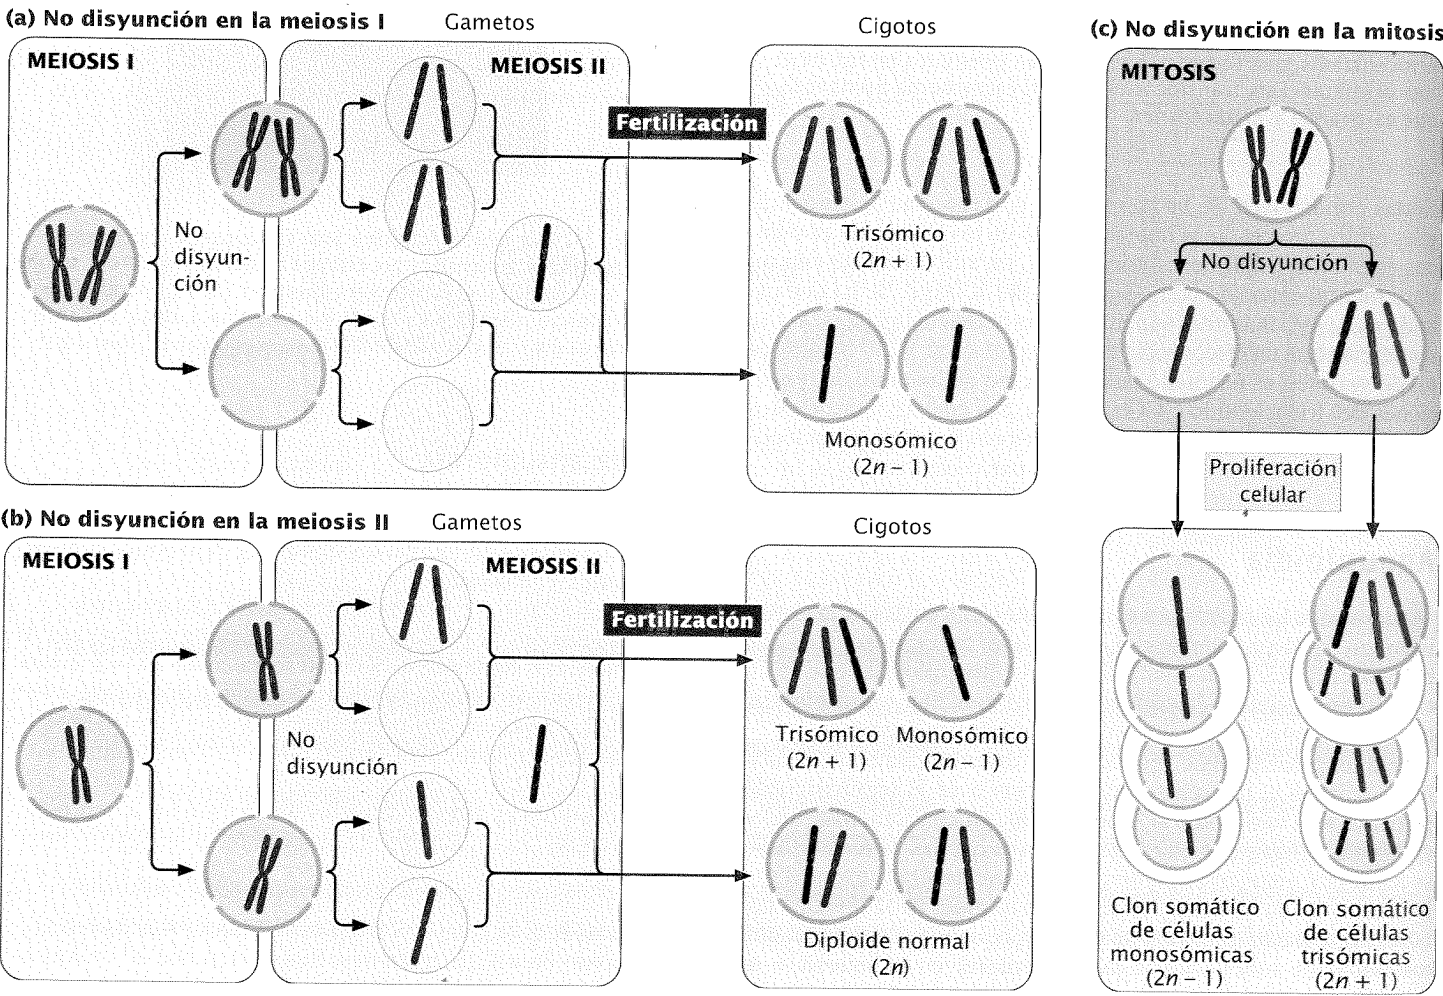 (a) No disyunción en la meiosis I
Gametos
Cigotos
MEIOSIS I
MEIOSIS II
No
disyun-
ción
Fertilización
Trisómico
(2n + 1)
Monosómico
(2n – 1)
(b) No disyunción en la meiosis II
Gametos
Cigotos
MEIOSIS I
MEIOSIS II
No
disyunción
Fertilización
Trisómico
(2n + 1)
Monosómico
(2n – 1)
Diploide normal
(2n)
(c) No disyunción en la mitosis
MITOSIS
No disyunción
Proliferación
celular
Clon somático
de células
monosómicas
(2n – 1)
Clon somático
de células
trisómicas
(2n + 1)